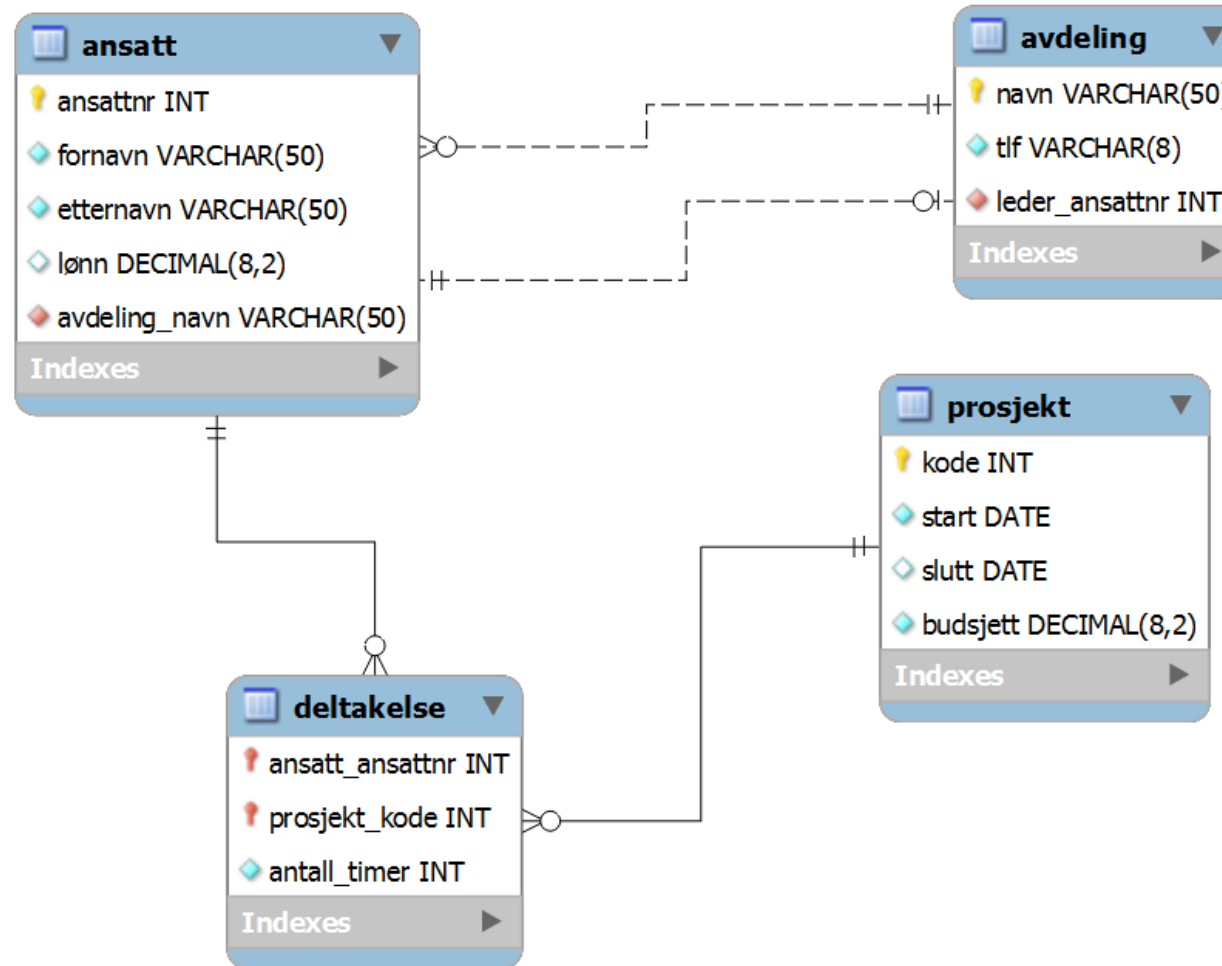 ansatt
ansattnr INT
fornavn VARCHAR(50)
etternavn VARCHAR(50)
lønn DECIMAL(8,2)
avdeling_navn VARCHAR(50)
Indexes
avdeling
navn VARCHAR(50)
tlf VARCHAR(8)
leder_ansattnr INT
Indexes
prosjekt
kode INT
start DATE
slutt DATE
budsjett DECIMAL(8,2)
Indexes
deltakelse
ansatt_ansattnr INT
prosjekt_kode INT
antall_timer INT
Indexes